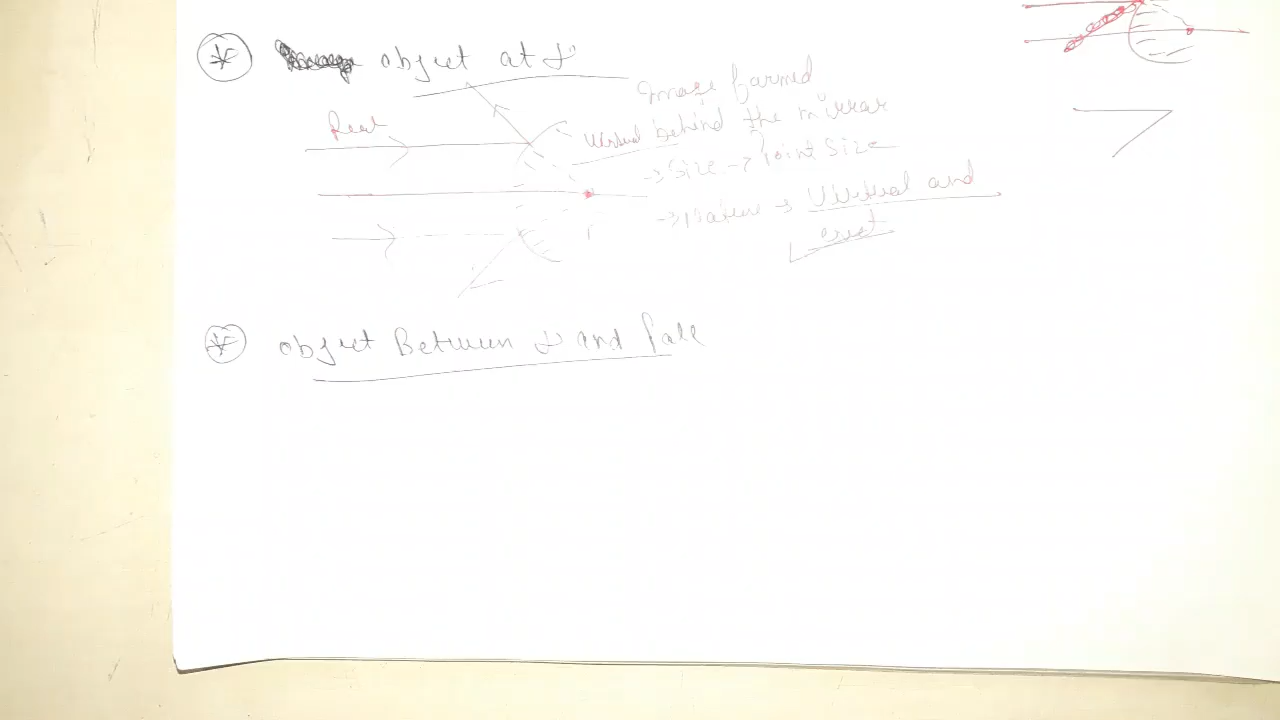 object at
Real
Image formed
behind the mirror
→ Size → Point Size
→ Nature → Virtual and
erect
object Between and Pole